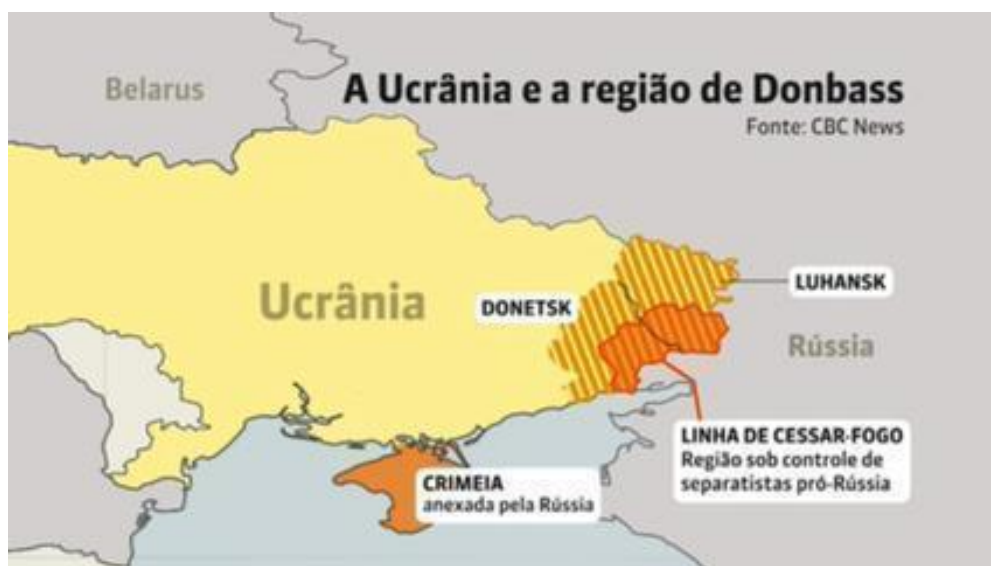 A Ucrânia e a região de Donbass
Fonte: CBC News
Belarus
Ucrânia
DONETSK
LUHANSK
Rússia
LINHA DE CESSAR-FOGO
Região sob controle de
separatistas pró-Rússia
CRIMEIA
anexada pela Rússia